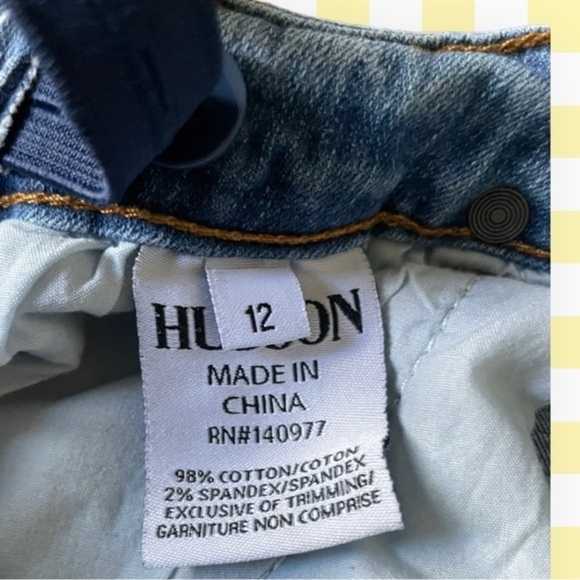 12
HUDSON
MADE IN
CHINA
RN#140977
98% COTTON/COTON
2% SPANDEX/SPANDEX
EXCLUSIVE OF TRIMMING/
GARNITURE NON COMPRISE